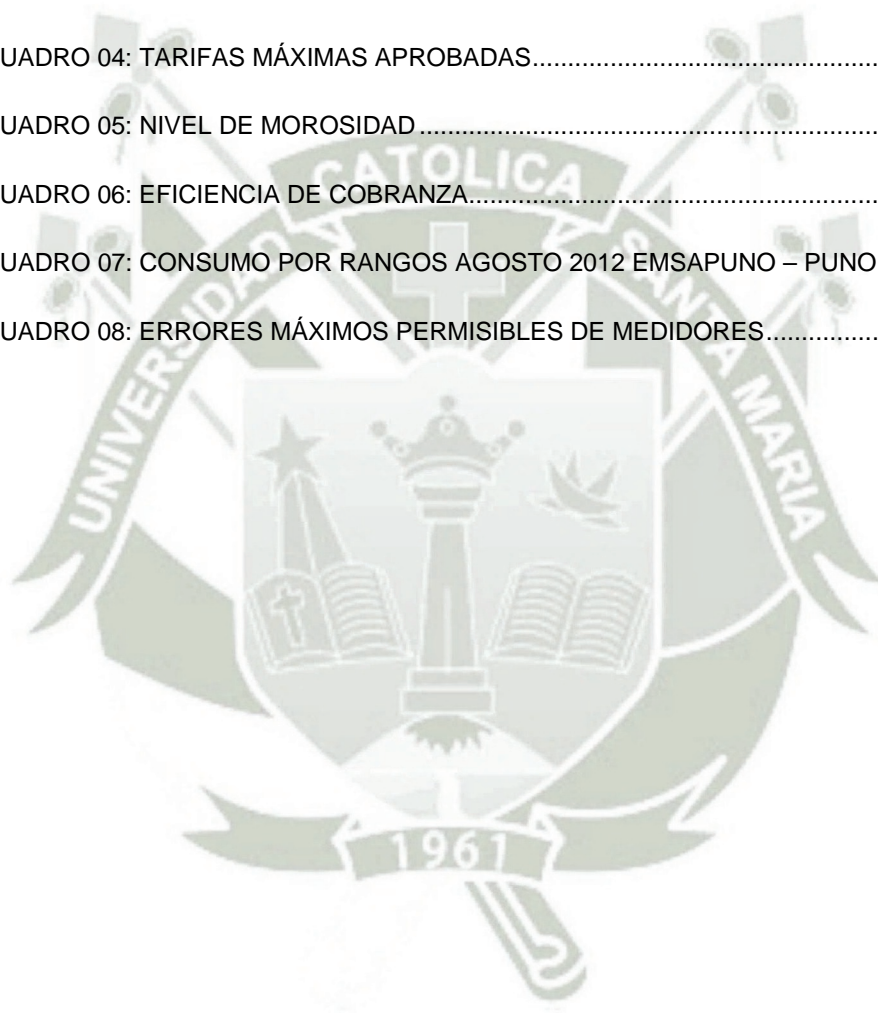 UADRO 04: TARIFAS MÁXIMAS APROBADAS................................................
UADRO 05: NIVEL DE MOROSIDAD................................................................
UADRO 06: EFICIENCIA DE COBRANZA.........................................................
UADRO 07: CONSUMO POR RANGOS AGOSTO 2012 EMSAPUNO – PUNO
UADRO 08: ERRORES MÁXIMOS PERMISIBLES DE MEDIDORES................
UNIVERSIDAD CATOLICA SANTA MARIA
1961